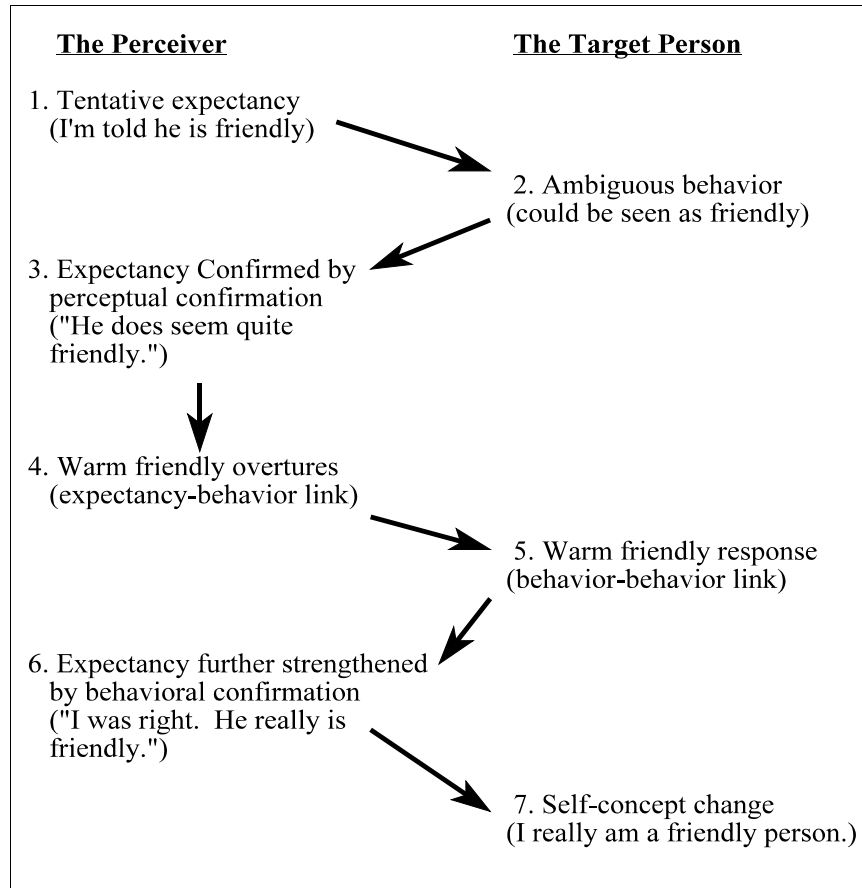 The Perceiver
The Target Person
1. Tentative expectancy
(I'm told he is friendly)
2. Ambiguous behavior
(could be seen as friendly)
3. Expectancy Confirmed by
perceptual confirmation
("He does seem quite
friendly.")
4. Warm friendly overtures
(expectancy-behavior link)
5. Warm friendly response
(behavior-behavior link)
6. Expectancy further strengthened
by behavioral confirmation
("I was right. He really is
friendly.")
7. Self-concept change
(I really am a friendly person.)